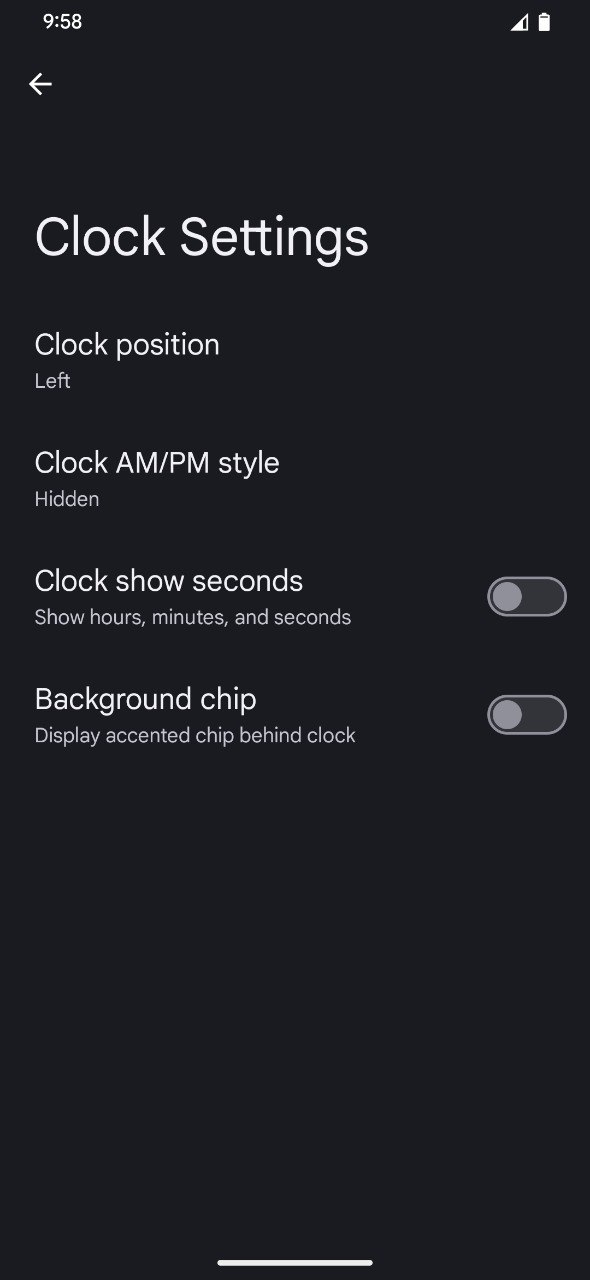 9:58
Clock Settings
Clock position
Left
Clock AM/PM style
Hidden
Clock show seconds
Show hours, minutes, and seconds
Background chip
Display accented chip behind clock